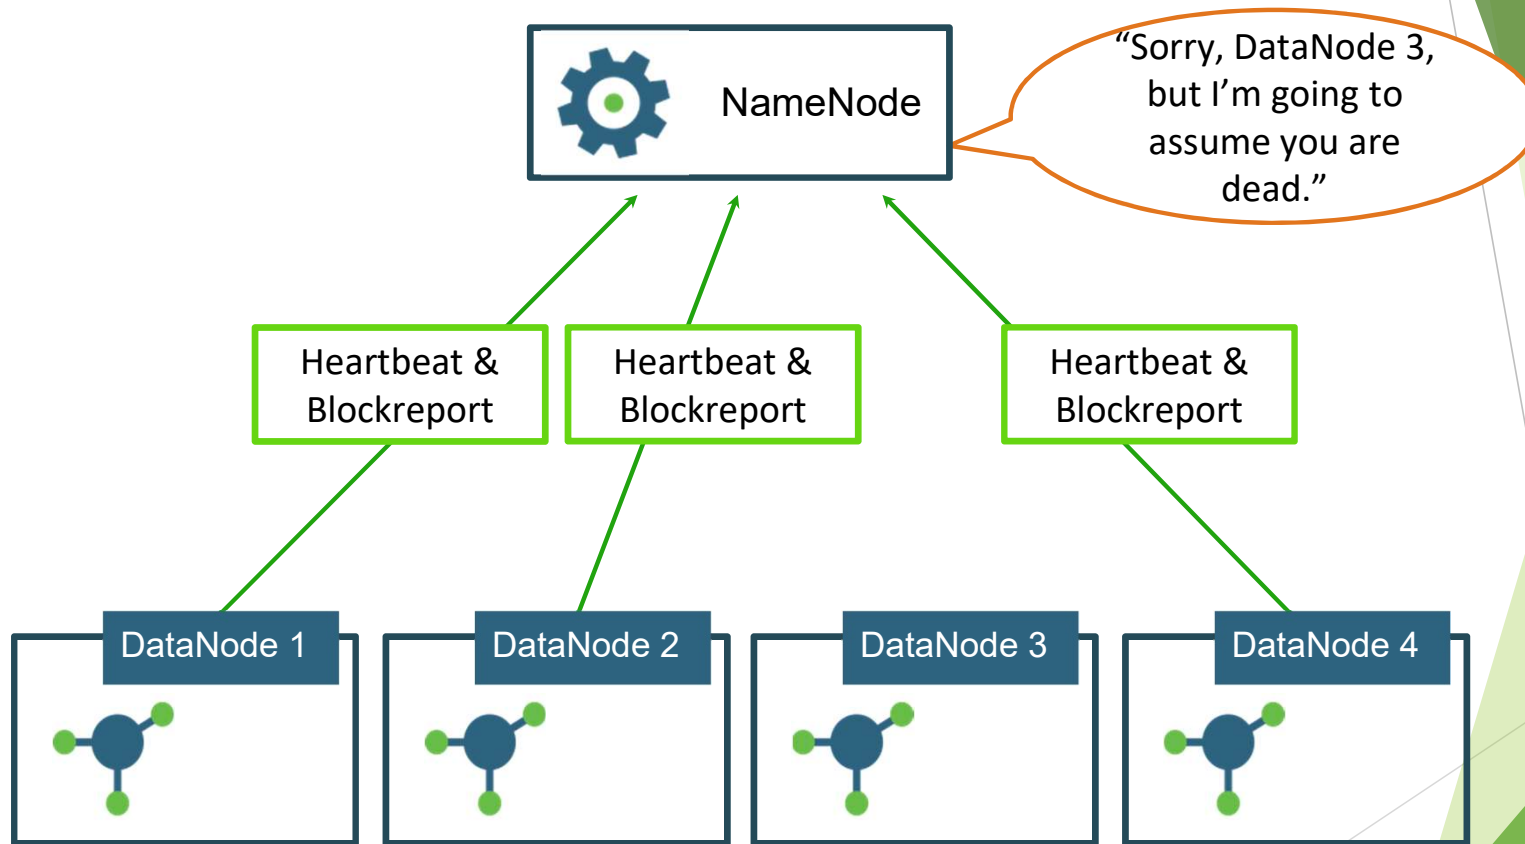 NameNode
“Sorry, DataNode 3,
but I’m going to
assume you are
dead.”
Heartbeat &
Blockreport
Heartbeat &
Blockreport
Heartbeat &
Blockreport
DataNode 1
DataNode 2
DataNode 3
DataNode 4